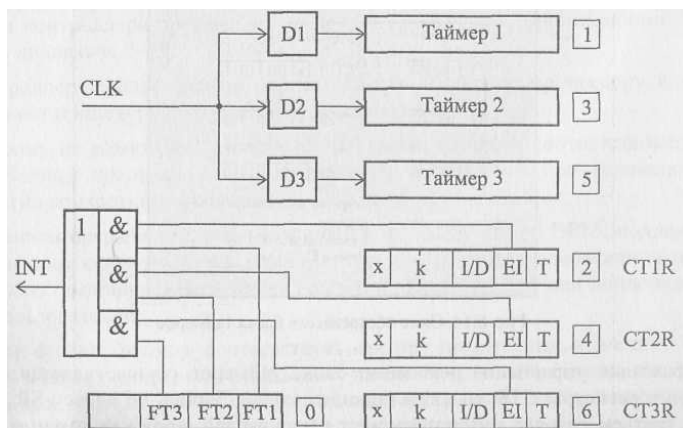 D1 Таймер 1 1
CLK D2 Таймер 2 3
D3 Таймер 3 5
1 &
INT & x k I/D EI T 2 CT1R
& x k I/D EI T 4 CT2R
FT3 FT2 FT1 0 x k I/D EI T 6 CT3R